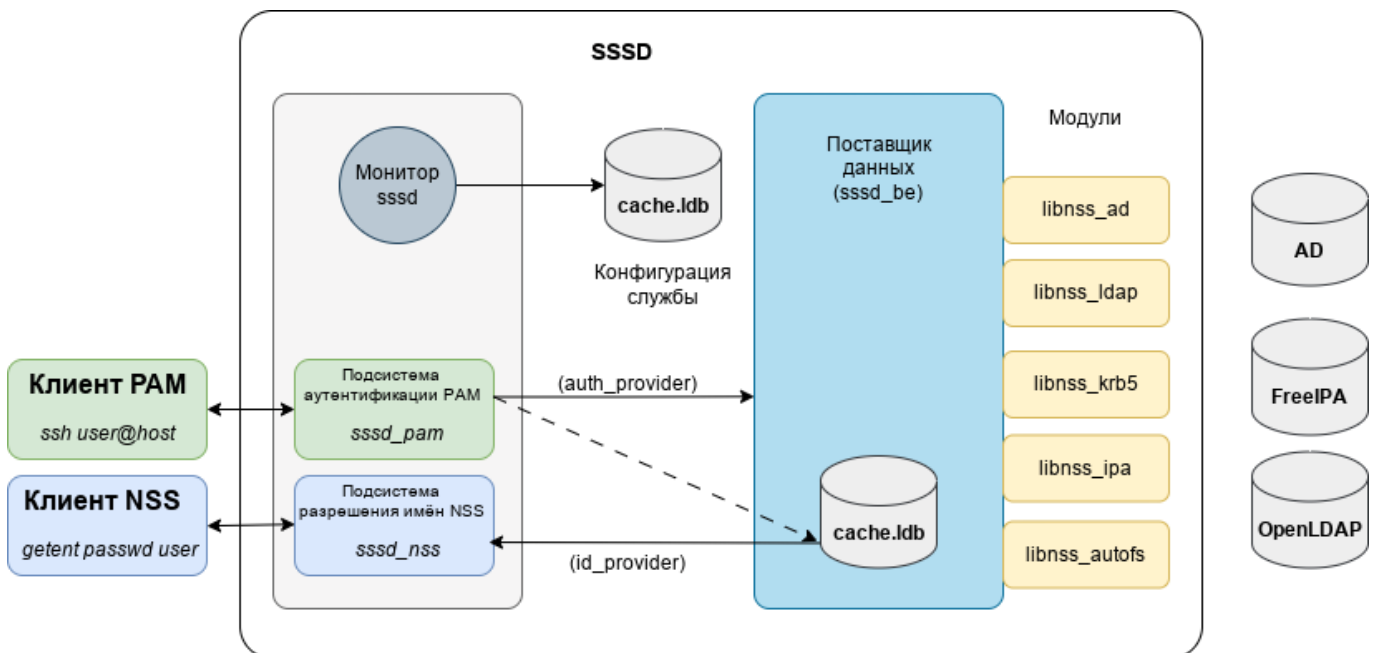 SSSD
Монитор
sssd
cache.ldb
Конфигурация
службы
Поставщик
данных
(sssd_be)
Модули
libnss_ad
libnss_ldap
libnss_krb5
libnss_ipa
libnss_autofs
AD
FreeIPA
OpenLDAP
Клиент PAM
ssh user@host
Подсистема
аутентификации PAM
sssd_pam
(auth_provider)
Клиент NSS
getent passwd user
Подсистема
разрешения имён NSS
sssd_nss
(id_provider)
cache.ldb